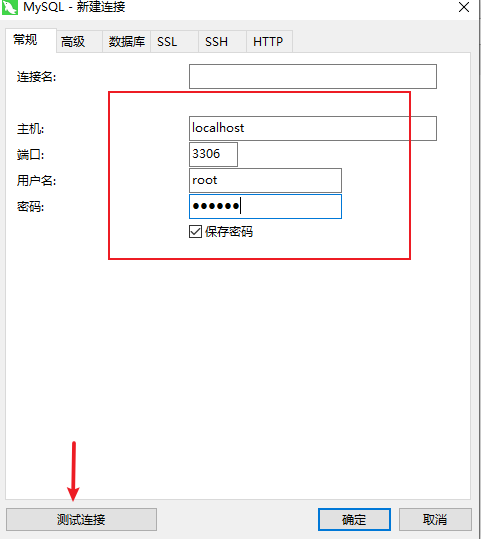 MySQL - 新建连接
常规 高级 数据库 SSL SSH HTTP
连接名:
主机: localhost
端口: 3306
用户名: root
密码: ●●●●●●
保存密码
测试连接 确定 取消